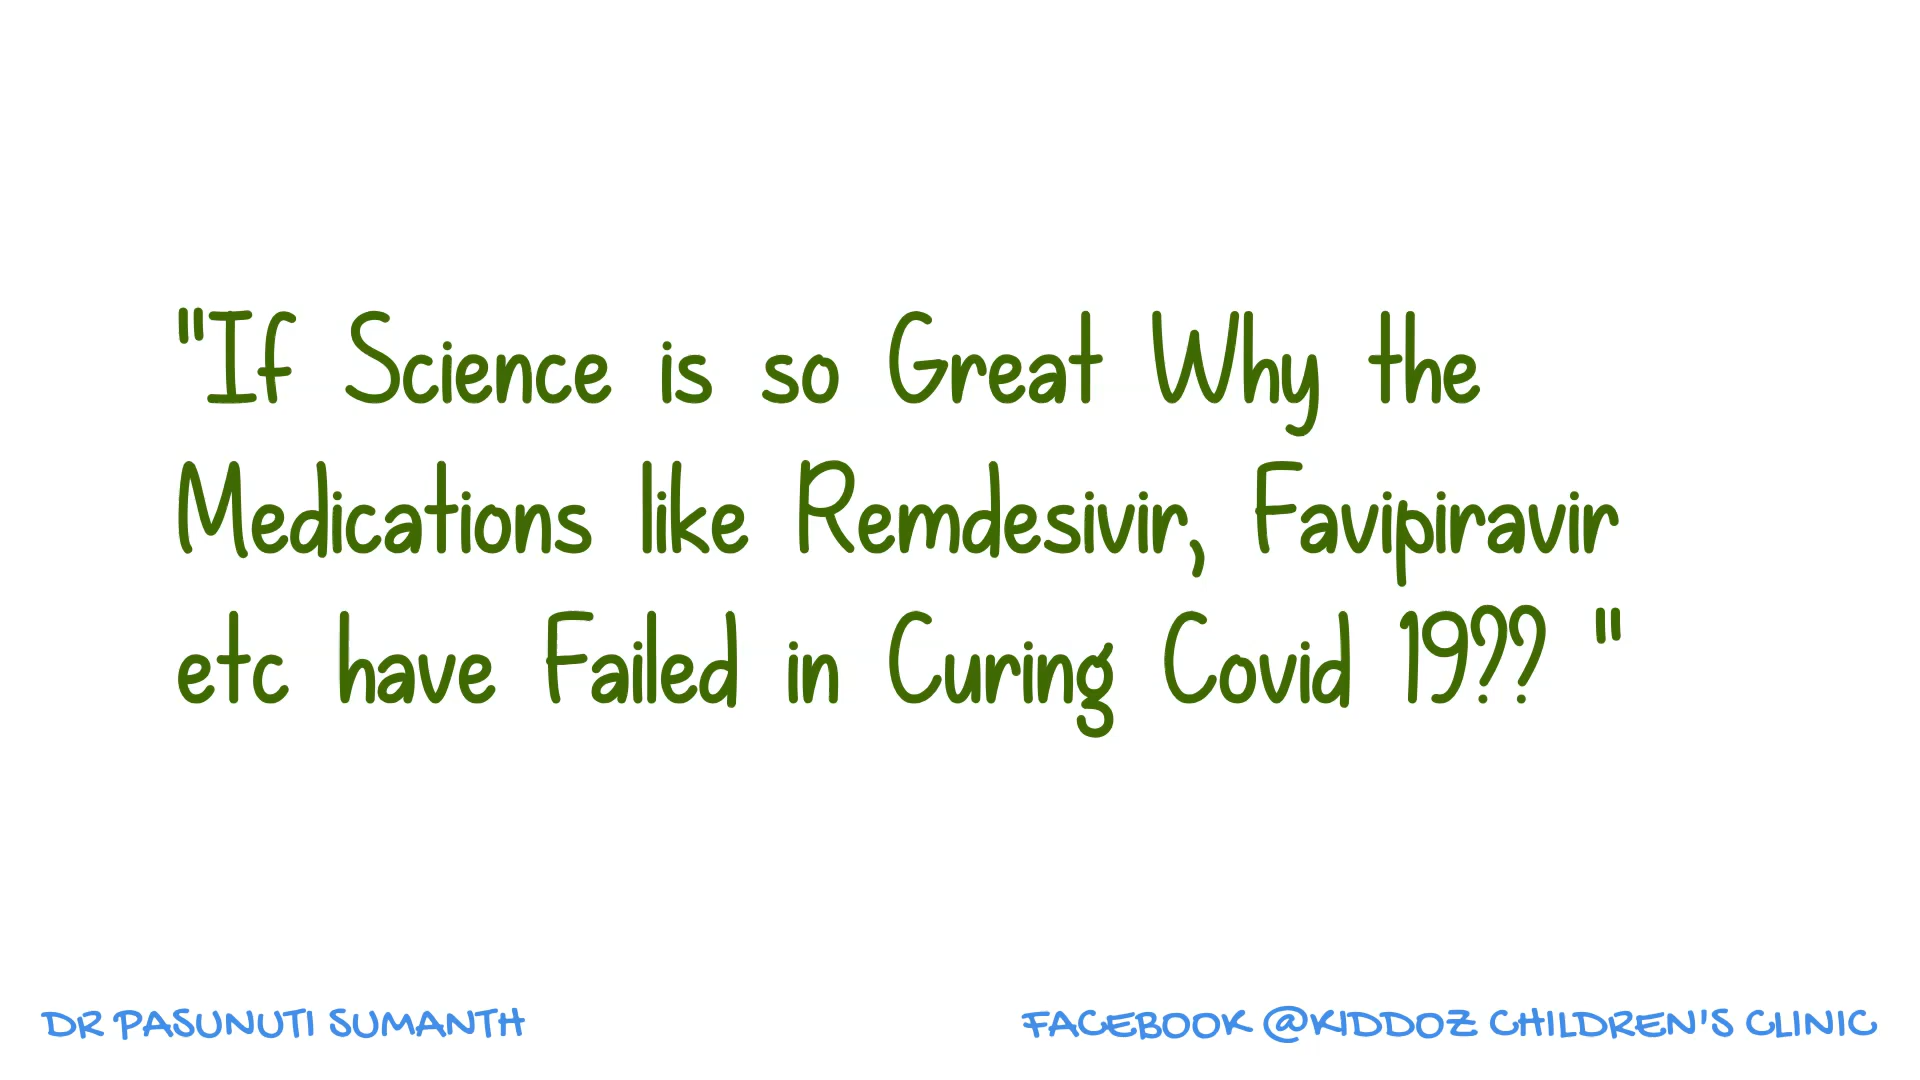 "If Science is so Great Why the
Medications like Remdesivir, Favipiravir
etc have Failed in Curing Covid 19?? "
DR PASUNUTI SUMANTH
FACEBOOK @KIDDOZ CHILDREN'S CLINIC